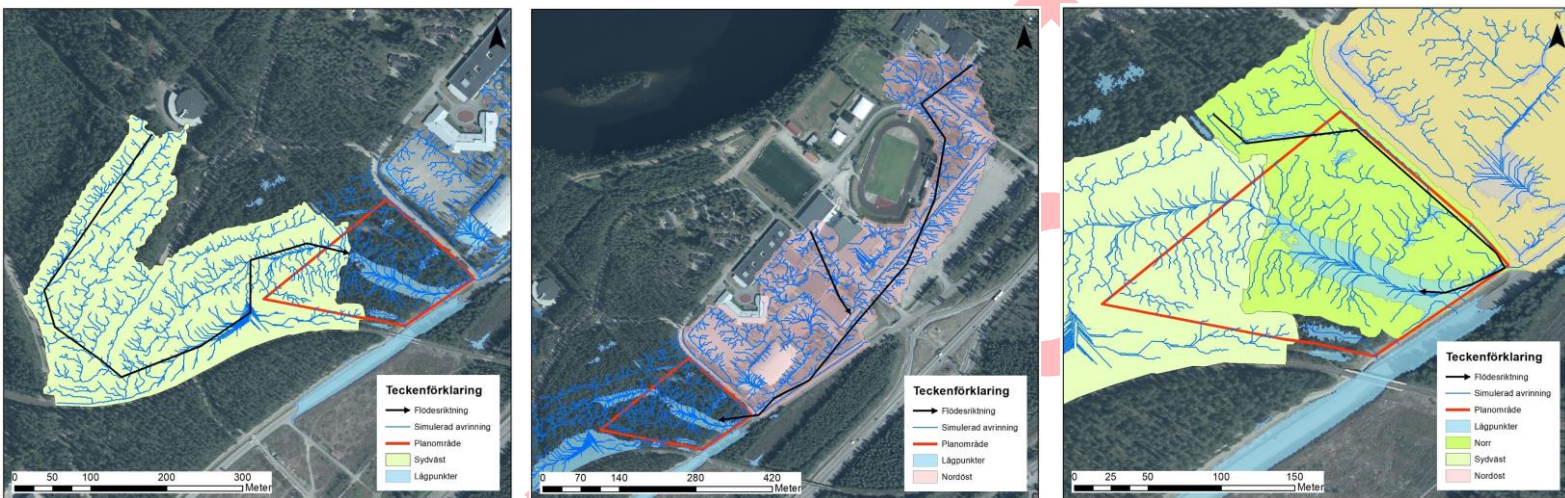 N
Teckenförklaring
Flödesriktning
Simulerad avrinning
Planområde
Sydväst
Lågpunkter
0 50 100 200 300
Meter
Teckenförklaring
Flödesriktning
Simulerad avrinning
Planområde
Lågpunkter
Nordöst
0 70 140 280 420
Meter
N
Teckenförklaring
Flödesriktning
Simulerad avrinning
Planområde
Lågpunkter
Norr
Sydväst
Nordöst
0 25 50 100 150
Meter